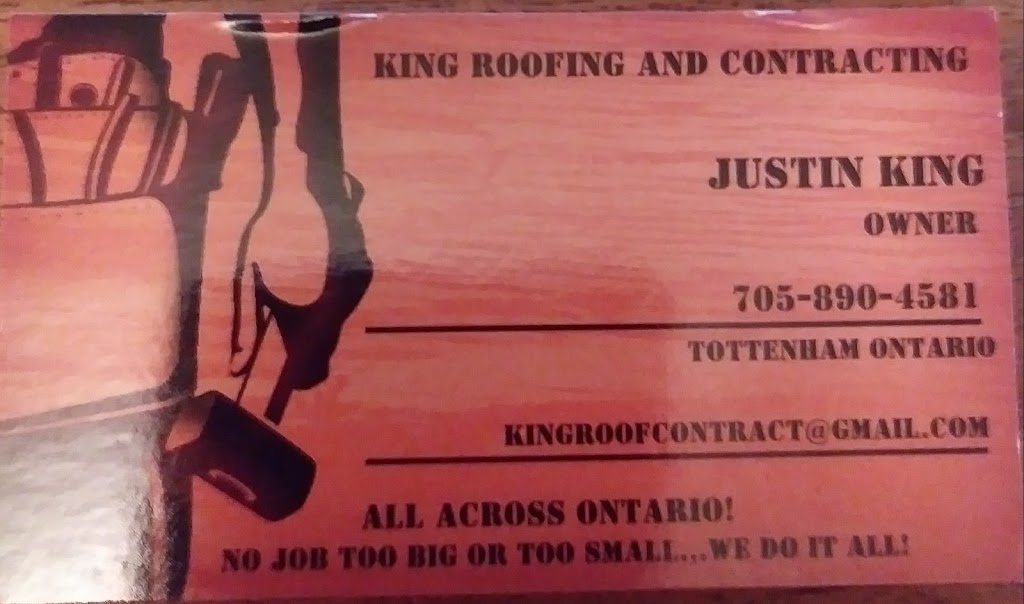 KING ROOFING AND CONTRACTING
JUSTIN KING
OWNER
705-890-4581
TOTTENHAM ONTARIO
KINGROOFCONTRACT@GMAIL.COM
ALL ACROSS ONTARIO!
NO JOB TOO BIG OR TOO SMALL...WE DO IT ALL!